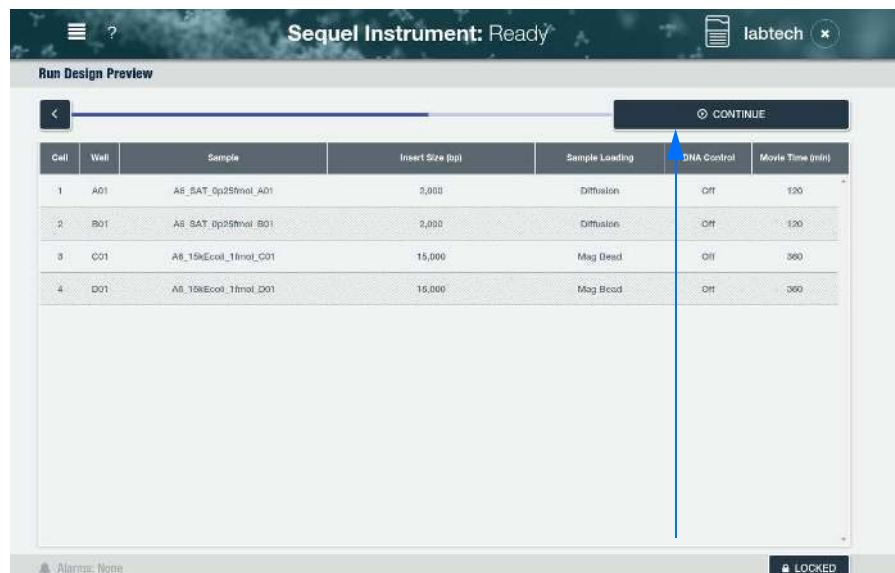 ? Sequel Instrument: Ready labtech ×
Run Design Preview
< CONTINUE
Cell Well Sample Insert Size (bp) Sample Loading DNA Control Movie Time (min)
1 A01 A6_SAT_0p25fmol_A01 2,000 Diffusion Off 120
2 B01 A6_SAT_0p25fmol_B01 2,000 Diffusion Off 120
3 C01 A6_15kEcoli_1fmol_C01 15,000 Mag Bead Off 360
4 D01 A6_15kEcoli_1fmol_D01 15,000 Mag Bead Off 360
Alarms: None LOCKED